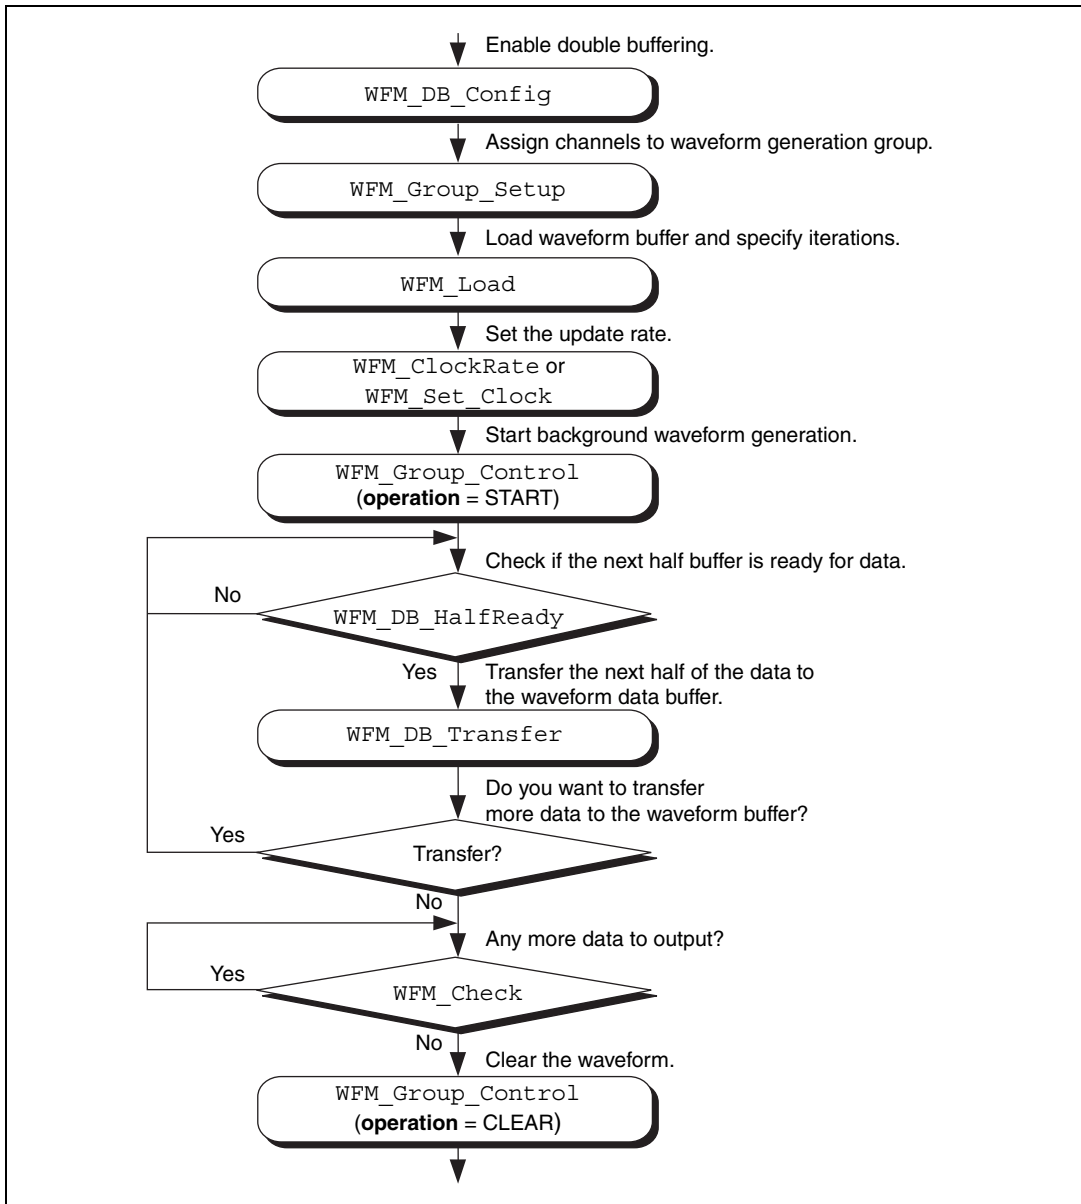 Enable double buffering.
WFM_DB_Config
Assign channels to waveform generation group.
WFM_Group_Setup
Load waveform buffer and specify iterations.
WFM_Load
Set the update rate.
WFM_ClockRate or
WFM_Set_Clock
Start background waveform generation.
WFM_Group_Control
(operation = START)
Check if the next half buffer is ready for data.
No
WFM_DB_HalfReady
Yes
Transfer the next half of the data to
the waveform data buffer.
WFM_DB_Transfer
Do you want to transfer
more data to the waveform buffer?
Yes
Transfer?
No
Any more data to output?
Yes
WFM_Check
No
Clear the waveform.
WFM_Group_Control
(operation = CLEAR)